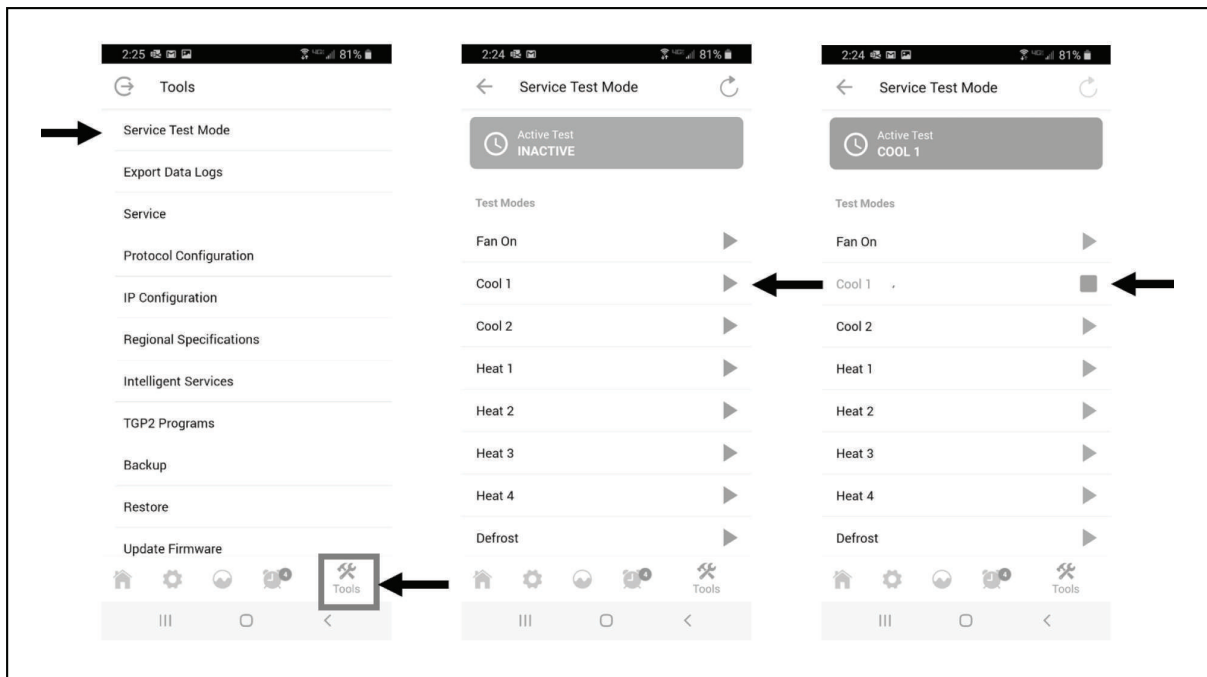 2:25
81%
Tools
Service Test Mode
Export Data Logs
Service
Protocol Configuration
IP Configuration
Regional Specifications
Intelligent Services
TGP2 Programs
Backup
Restore
Update Firmware
4
Tools
2:24
81%
Service Test Mode
Active Test
INACTIVE
Test Modes
Fan On
Cool 1
Cool 2
Heat 1
Heat 2
Heat 3
Heat 4
Defrost
4
Tools
2:24
81%
Service Test Mode
Active Test
COOL 1
Test Modes
Fan On
Cool 1
Cool 2
Heat 1
Heat 2
Heat 3
Heat 4
Defrost
4
Tools